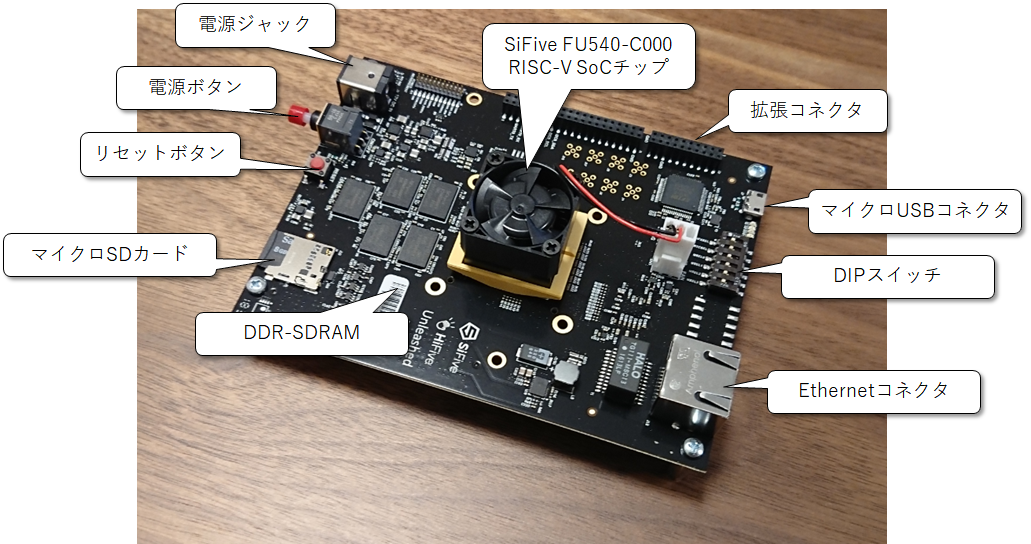 電源ジャック
SiFive FU540-C000
RISC-V SoCチップ
電源ボタン
拡張コネクタ
リセットボタン
マイクロUSBコネクタ
マイクロSDカード
DIPスイッチ
DDR-SDRAM
SiFive
HiFive
Unleashed
HALO
Ethernetコネクタ